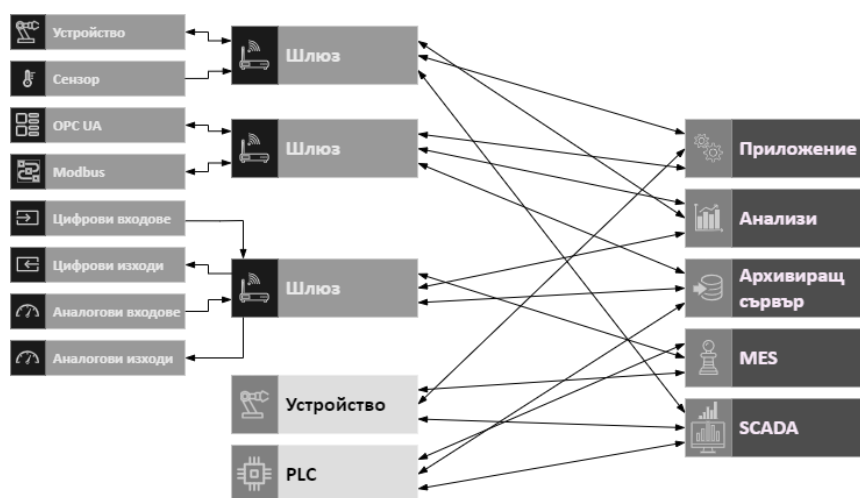 Устройство
Сензор
OPC UA
Modbus
Цифрови входове
Цифрови изходи
Аналогови входове
Аналогови изходи
Шлюз
Шлюз
Шлюз
Устройство
PLC
Приложение
Анализи
Архивиращ
сървър
MES
SCADA